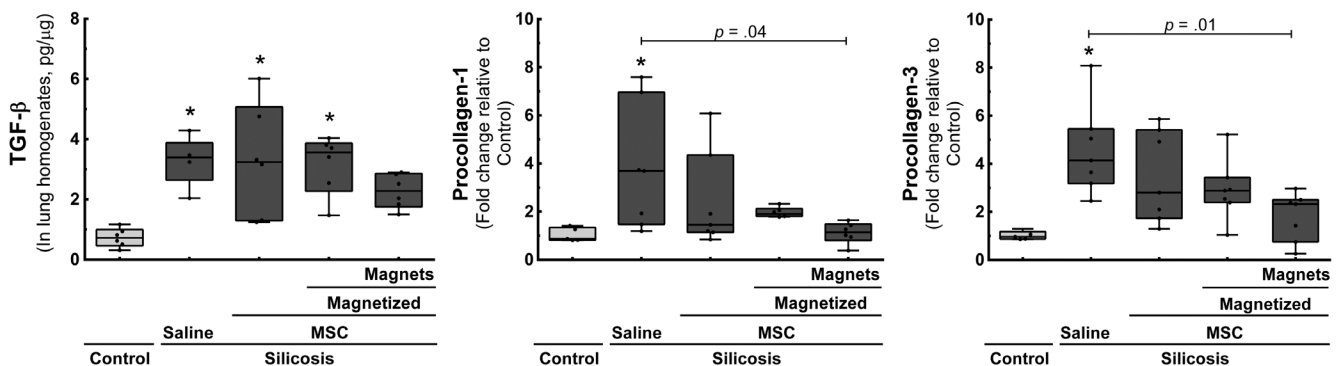 TGF-β
(In lung homogenates, pg/μg)
8
6
4
2
0
*
*
*
Magnets
Magnetized
Saline
MSC
Control
Silicosis
Procollagen-1
(Fold change relative to
Control)
10
8
6
4
2
0
p = .04
*
Magnets
Magnetized
Saline
MSC
Control
Silicosis
Procollagen-3
(Fold change relative to
Control)
10
8
6
4
2
0
p = .01
*
Magnets
Magnetized
Saline
MSC
Control
Silicosis